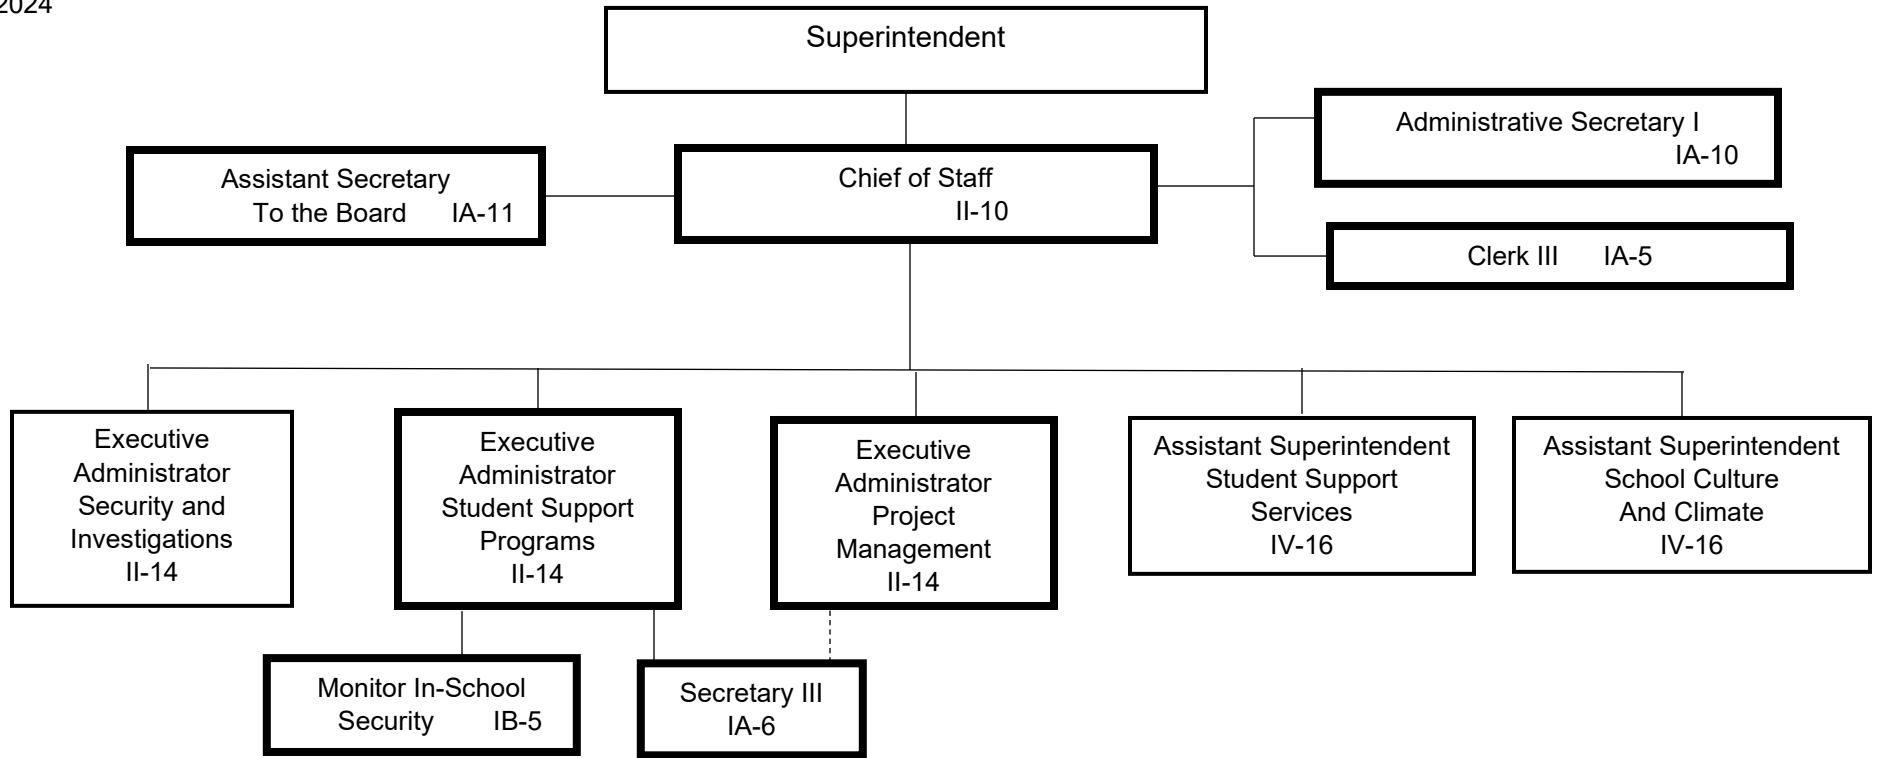 2024
Superintendent
Administrative Secretary I
IA-10
Assistant Secretary
To the Board IA-11
Chief of Staff
II-10
Clerk III IA-5
Executive
Administrator
Security and
Investigations
II-14
Executive
Administrator
Student Support
Programs
II-14
Executive
Administrator
Project
Management
II-14
Assistant Superintendent
Student Support
Services
IV-16
Assistant Superintendent
School Culture
And Climate
IV-16
Monitor In-School
Security IB-5
Secretary III
IA-6